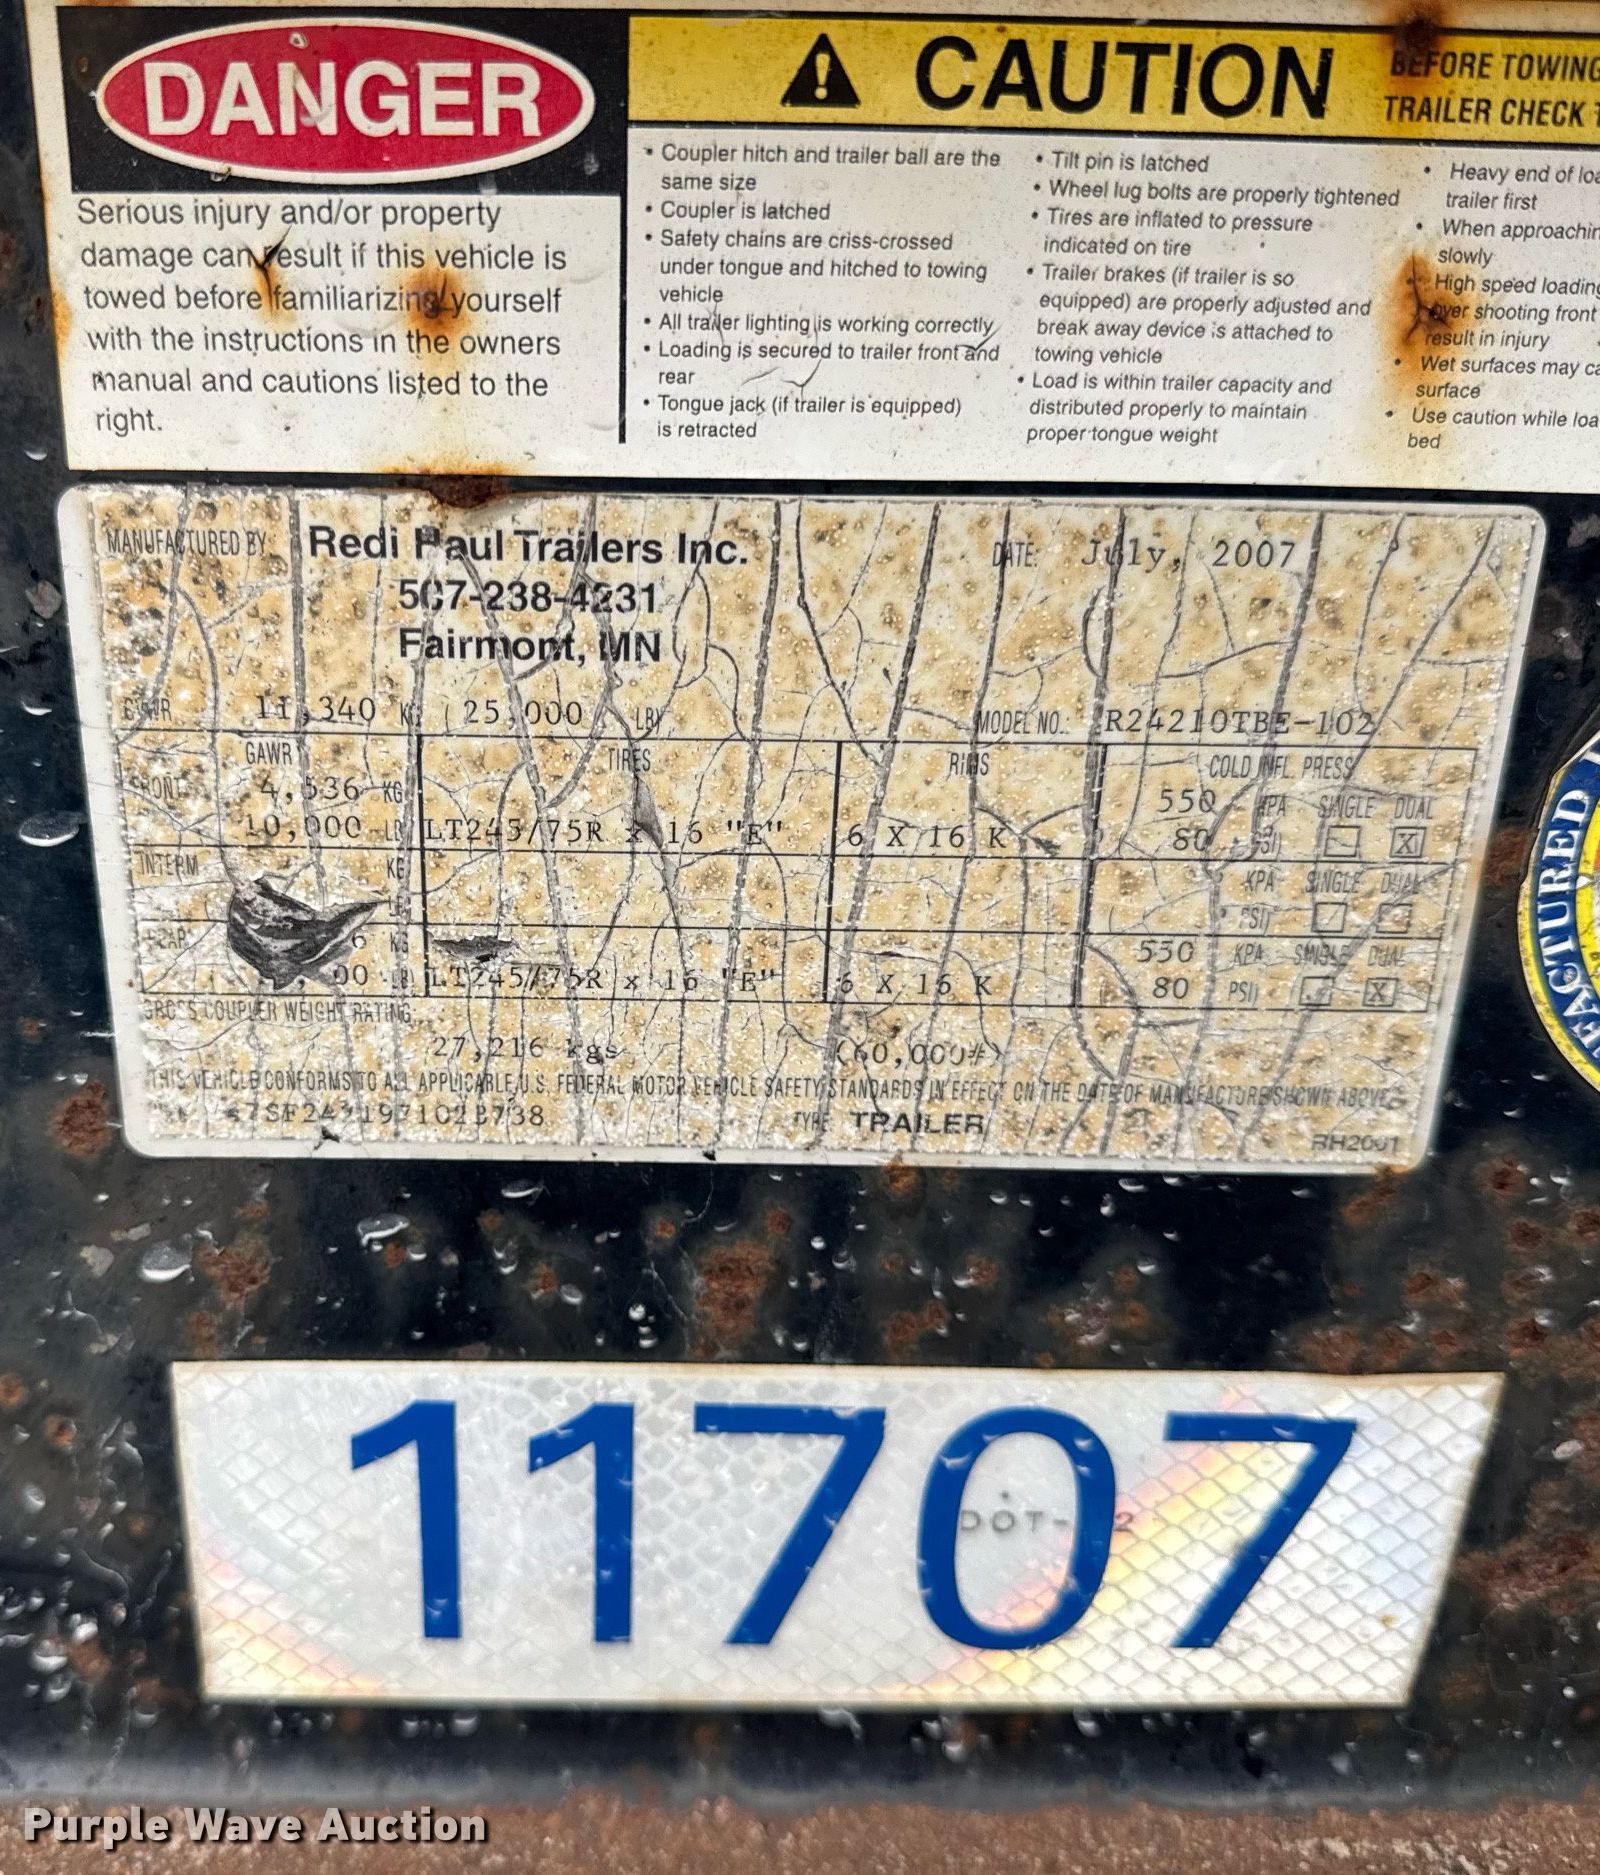 DANGER
Serious injury and/or property
damage can result if this vehicle is
towed before familiarizing yourself
with the instructions in the owners
manual and cautions listed to the
right.
CAUTION
BEFORE TOWING
TRAILER CHECK
• Coupler hitch and trailer ball are the
same size
• Coupler is latched
• Safety chains are criss-crossed
under tongue and hitched to towing
vehicle
• All trailer lighting is working correctly
• Loading is secured to trailer front and
rear
• Tongue jack (if trailer is equipped)
is retracted
• Tilt pin is latched
• Wheel lug bolts are properly tightened
• Tires are inflated to pressure
indicated on tire
• Trailer brakes (if trailer is so
equipped) are properly adjusted and
break away device is attached to
towing vehicle
• Load is within trailer capacity and
distributed properly to maintain
proper tongue weight
• Heavy end of
trailer first
• When
slowly
High speed loading
over shooting front
result in injury
• Wet surfaces may
surface
• Use caution while
bed
MANUFACTURED BY: Redi Haul Trailers Inc. DATE: July, 2007
507-238-4231
Fairmont, MN
GVWR 11,340 KG (25,000 LB) MODEL NO.: R24210TBE-102
GAWR TIRES RIMS COLD INFL. PRESS
FRONT 4,536 KG 550 KPA SINGLE DUAL
10,000 LB LT245/75R x 16 "E" 6 X 16 K 80 PSI X
INTERM KG KPA SINGLE DUAL
PSI
REAR 6 KG 550 KPA SINGLE DUAL
00 LB LT245/75R x 16 "E" 6 X 16 K 80 PSI X
GROSS COUPLER WEIGHT RATING
27,216 kgs (60,000#)
THIS VEHICLE CONFORMS TO ALL APPLICABLE U.S. FEDERAL MOTOR VEHICLE SAFETY STANDARDS IN EFFECT ON THE DATE OF MANUFACTURE SHOWN ABOVE
TYPE TRAILER
RH2001
11707
DOT-
Purple Wave Auction